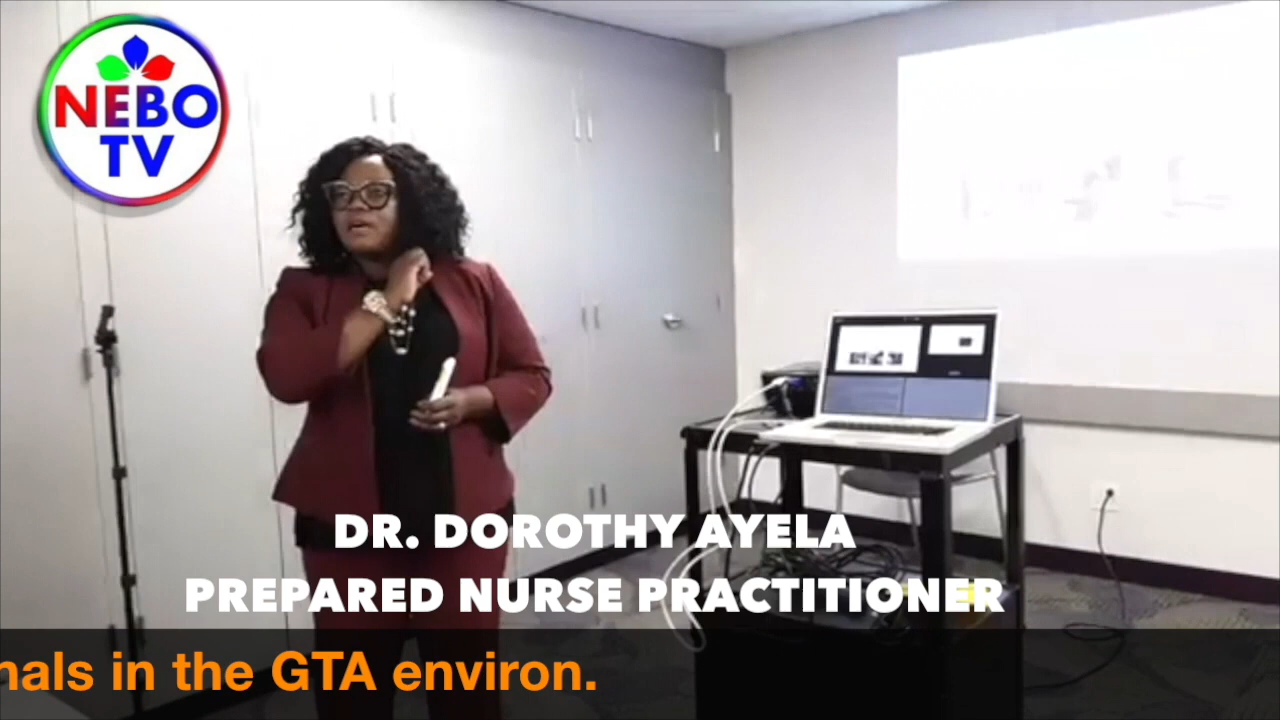 NEBO
TV
DR. DOROTHY AYELA
PREPARED NURSE PRACTITIONER
nals in the GTA environ.